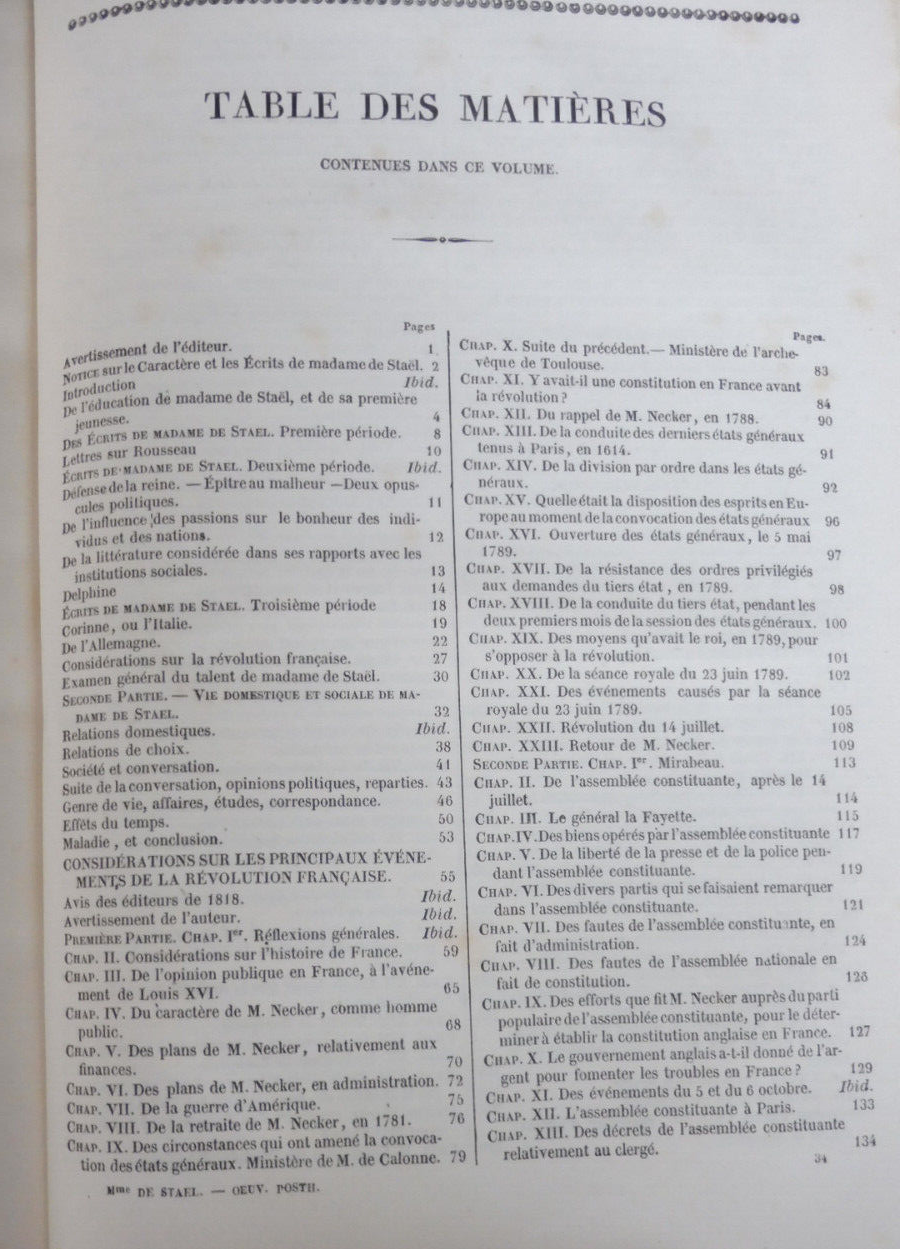 TABLE DES MATIÈRES
CONTENUES DANS CE VOLUME.
Pages
Avertissement de l'éditeur. 1
NOTICE sur le Caractère et les Écrits de madame de Staël. 2
Introduction Ibid.
De l'éducation de madame de Staël, et de sa première
jeunesse. 4
DES ÉCRITS DE MADAME DE STAEL. Première période. 8
Lettres sur Rousseau 10
ÉCRITS DE MADAME DE STAEL. Deuxième période. Ibid.
Défense de la reine. — Épître au malheur — Deux opus-
cules politiques. 11
De l'influence des passions sur le bonheur des indi-
vidus et des nations. 12
De la littérature considérée dans ses rapports avec les
institutions sociales. 13
Delphine 14
ÉCRITS DE MADAME DE STAEL. Troisième période 18
Corinne, ou l'Italie. 19
De l'Allemagne. 22
Considérations sur la révolution française. 27
Examen général du talent de madame de Staël. 30
SECONDE PARTIE. — VIE DOMESTIQUE ET SOCIALE DE MA-
DAME DE STAEL. 32
Relations domestiques. Ibid.
Relations de choix. 38
Société et conversation. 41
Suite de la conversation, opinions politiques, reparties. 43
Genre de vie, affaires, études, correspondance. 46
Effets du temps. 50
Maladie, et conclusion. 53
CONSIDÉRATIONS SUR LES PRINCIPAUX ÉVÉNE-
MENTS DE LA RÉVOLUTION FRANÇAISE. 55
Avis des éditeurs de 1818. Ibid.
Avertissement de l'auteur. Ibid.
PREMIÈRE PARTIE. CHAP. Ier. Réflexions générales. Ibid.
CHAP. II. Considérations sur l'histoire de France. 59
CHAP. III. De l'opinion publique en France, à l'avéne-
ment de Louis XVI. 65
CHAP. IV. Du caractère de M. Necker, comme homme
public. 68
CHAP. V. Des plans de M. Necker, relativement aux
finances. 70
CHAP. VI. Des plans de M. Necker, en administration. 72
CHAP. VII. De la guerre d'Amérique. 75
CHAP. VIII. De la retraite de M. Necker, en 1781. 76
CHAP. IX. Des circonstances qui ont amené la convoca-
tion des états généraux. Ministère de M. de Calonne. 79
Mme DE STAEL. — OEUV. POSTH.
Pages.
CHAP. X. Suite du précédent. — Ministère de l'arche-
vêque de Toulouse. 83
CHAP. XI. Y avait-il une constitution en France avant
la révolution? 84
CHAP. XII. Du rappel de M. Necker, en 1788. 90
CHAP. XIII. De la conduite des derniers états généraux
tenus à Paris, en 1614. 91
CHAP. XIV. De la division par ordre dans les états gé-
néraux. 92
CHAP. XV. Quelle était la disposition des esprits en Eu-
rope au moment de la convocation des états généraux 96
CHAP. XVI. Ouverture des états généraux, le 5 mai
1789. 97
CHAP. XVII. De la résistance des ordres privilégiés
aux demandes du tiers état, en 1789. 98
CHAP. XVIII. De la conduite du tiers état, pendant les
deux premiers mois de la session des états généraux. 100
CHAP. XIX. Des moyens qu'avait le roi, en 1789, pour
s'opposer à la révolution. 101
CHAP. XX. De la séance royale du 23 juin 1789. 102
CHAP. XXI. Des événements causés par la séance
royale du 23 juin 1789. 105
CHAP. XXII. Révolution du 14 juillet. 108
CHAP. XXIII. Retour de M. Necker. 109
SECONDE PARTIE. CHAP. Ier. Mirabeau. 113
CHAP. II. De l'assemblée constituante, après le 14
juillet. 114
CHAP. III. Le général la Fayette. 115
CHAP. IV. Des biens opérés par l'assemblée constituante 117
CHAP. V. De la liberté de la presse et de la police pen-
dant l'assemblée constituante. 119
CHAP. VI. Des divers partis qui se faisaient remarquer
dans l'assemblée constituante. 121
CHAP. VII. Des fautes de l'assemblée constituante, en
fait d'administration. 124
CHAP. VIII. Des fautes de l'assemblée nationale en
fait de constitution. 126
CHAP. IX. Des efforts que fit M. Necker auprès du parti
populaire de l'assemblée constituante, pour le déter-
miner à établir la constitution anglaise en France. 127
CHAP. X. Le gouvernement anglais a-t-il donné de l'ar-
gent pour fomenter les troubles en France? 129
CHAP. XI. Des événements du 5 et du 6 octobre. Ibid.
CHAP. XII. L'assemblée constituante à Paris. 133
CHAP. XIII. Des décrets de l'assemblée constituante
relativement au clergé. 134
34